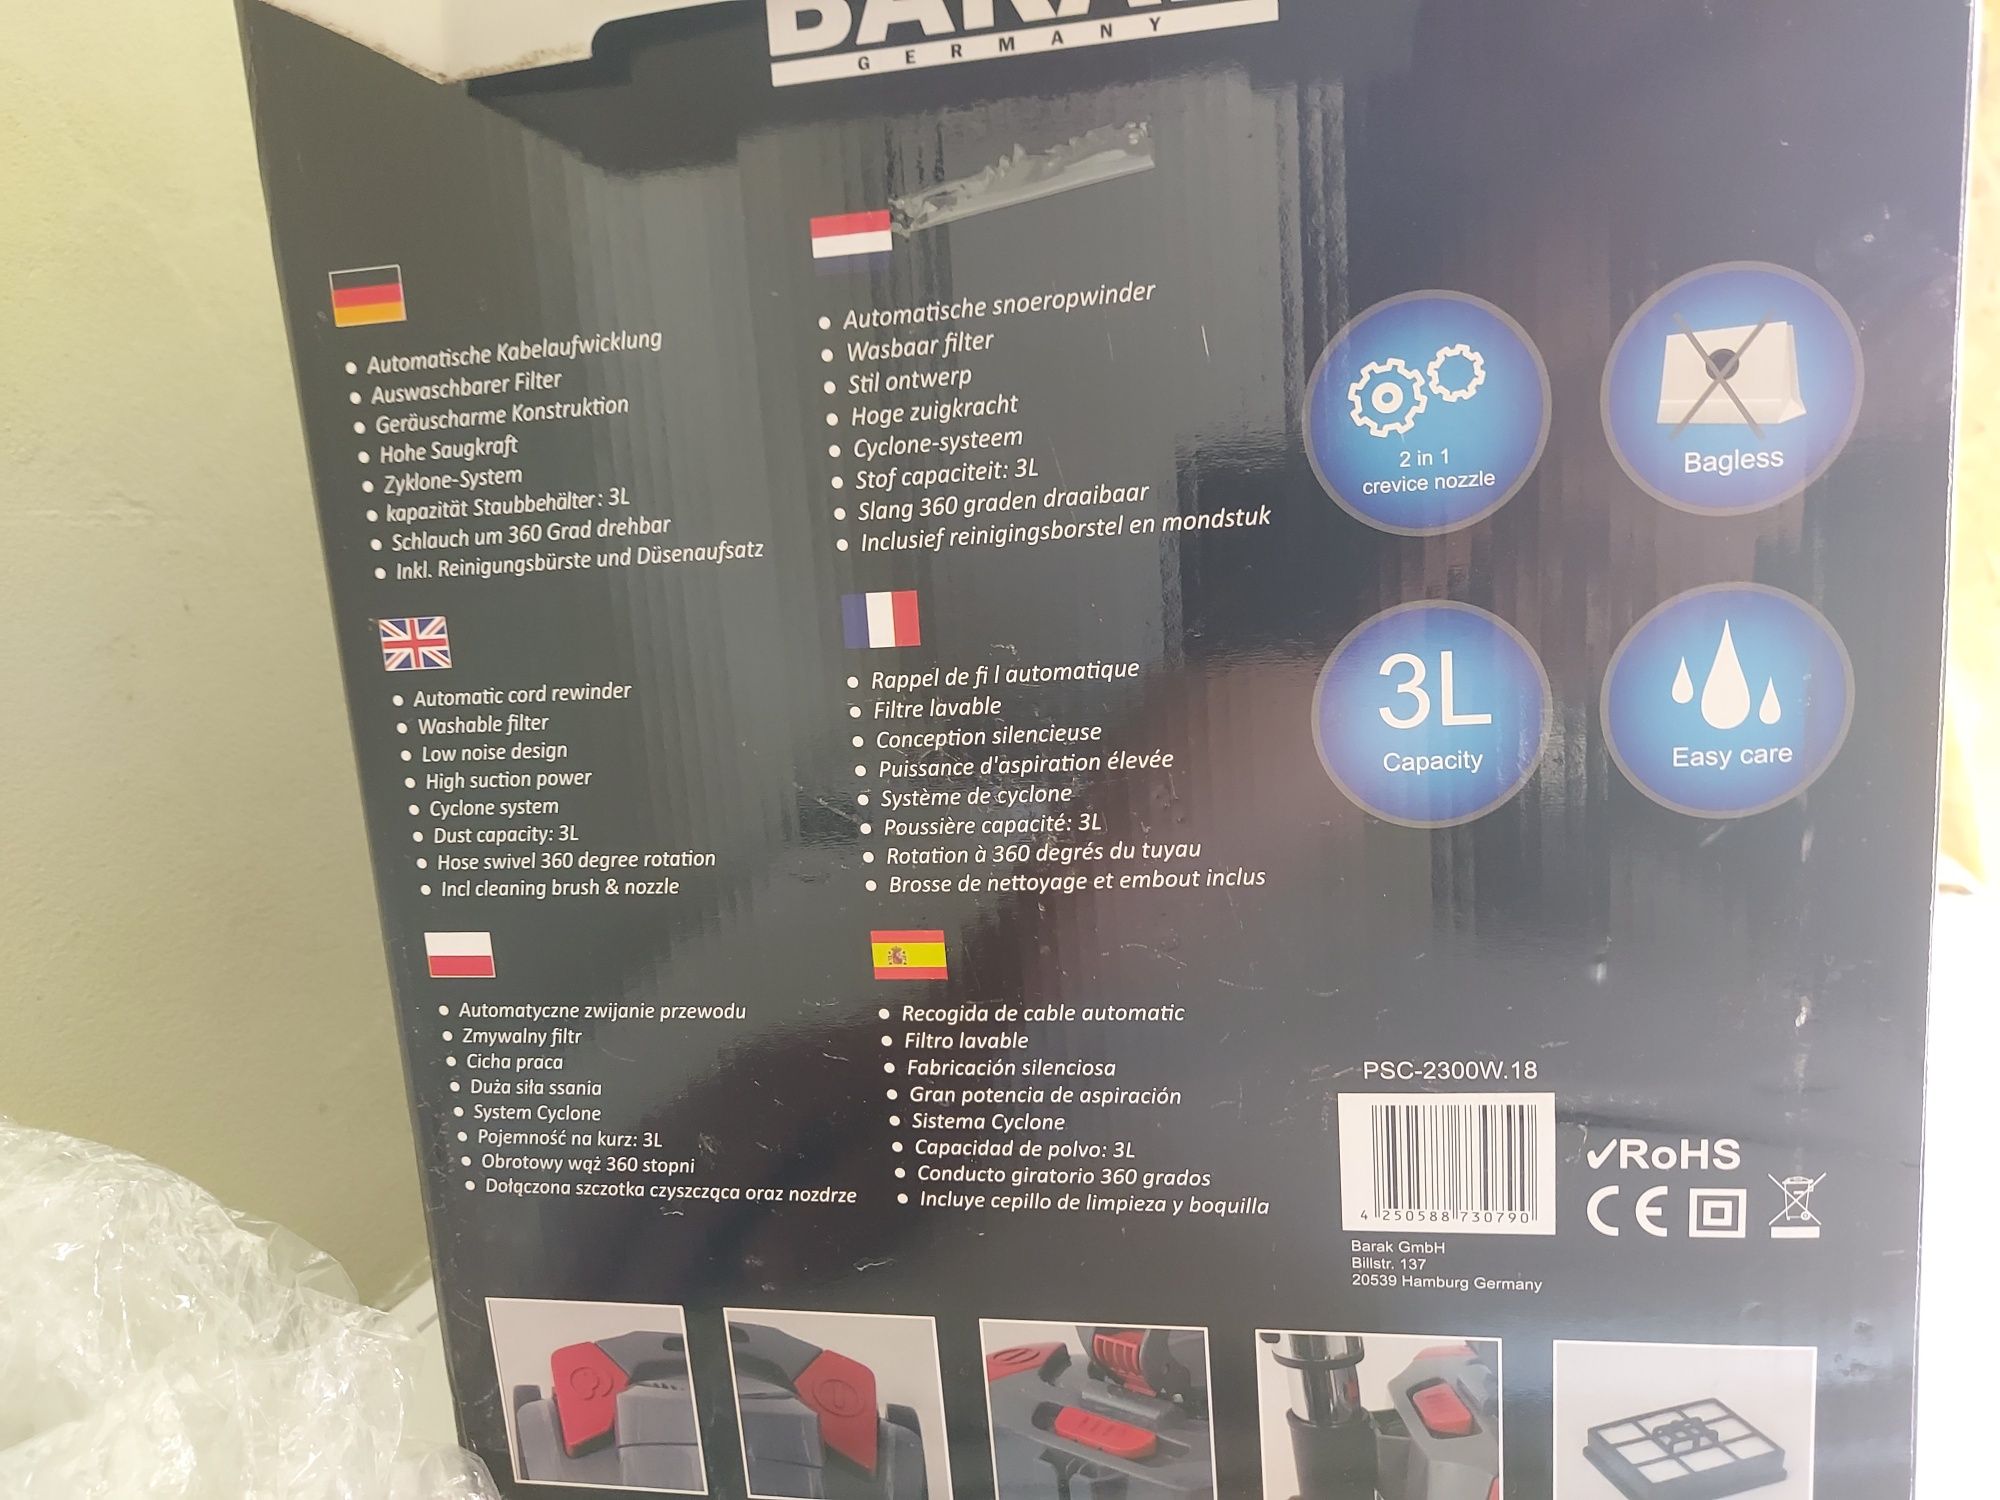 GERMANY
Automatische Kabelaufwicklung
Auswaschbarer Filter
Geräuscharme Konstruktion
Hohe Saugkraft
Zyklone-System
kapazität Staubbehälter: 3L
Schlauch um 360 Grad drehbar
Inkl. Reinigungsbürste und Düsenaufsatz
Automatische snoeropwinder
Wasbaar filter
Stil ontwerp
Hoge zuigkracht
Cyclone-systeem
Stof capaciteit: 3L
Slang 360 graden draaibaar
Inclusief reinigingsborstel en mondstuk
Automatic cord rewinder
Washable filter
Low noise design
High suction power
Cyclone system
Dust capacity: 3L
Hose swivel 360 degree rotation
Incl cleaning brush & nozzle
Rappel de fi l automatique
Filtre lavable
Conception silencieuse
Puissance d'aspiration élevée
Système de cyclone
Poussière capacité: 3L
Rotation à 360 degrés du tuyau
Brosse de nettoyage et embout inclus
Automatyczne zwijanie przewodu
Zmywalny filtr
Cicha praca
Duża siła ssania
System Cyclone
Pojemność na kurz: 3L
Obrotowy wąż 360 stopni
Dołączona szczotka czyszcząca oraz nozdrze
Recogida de cable automatic
Filtro lavable
Fabricación silenciosa
Gran potencia de aspiración
Sistema Cyclone
Capacidad de polvo: 3L
Conducto giratorio 360 grados
Incluye cepillo de limpieza y boquilla
2 in 1
crevice nozzle
Bagless
3L
Capacity
Easy care
PSC-2300W.18
4 250588 730790
✓RoHS
CE
Barak GmbH
Billstr. 137
20539 Hamburg Germany